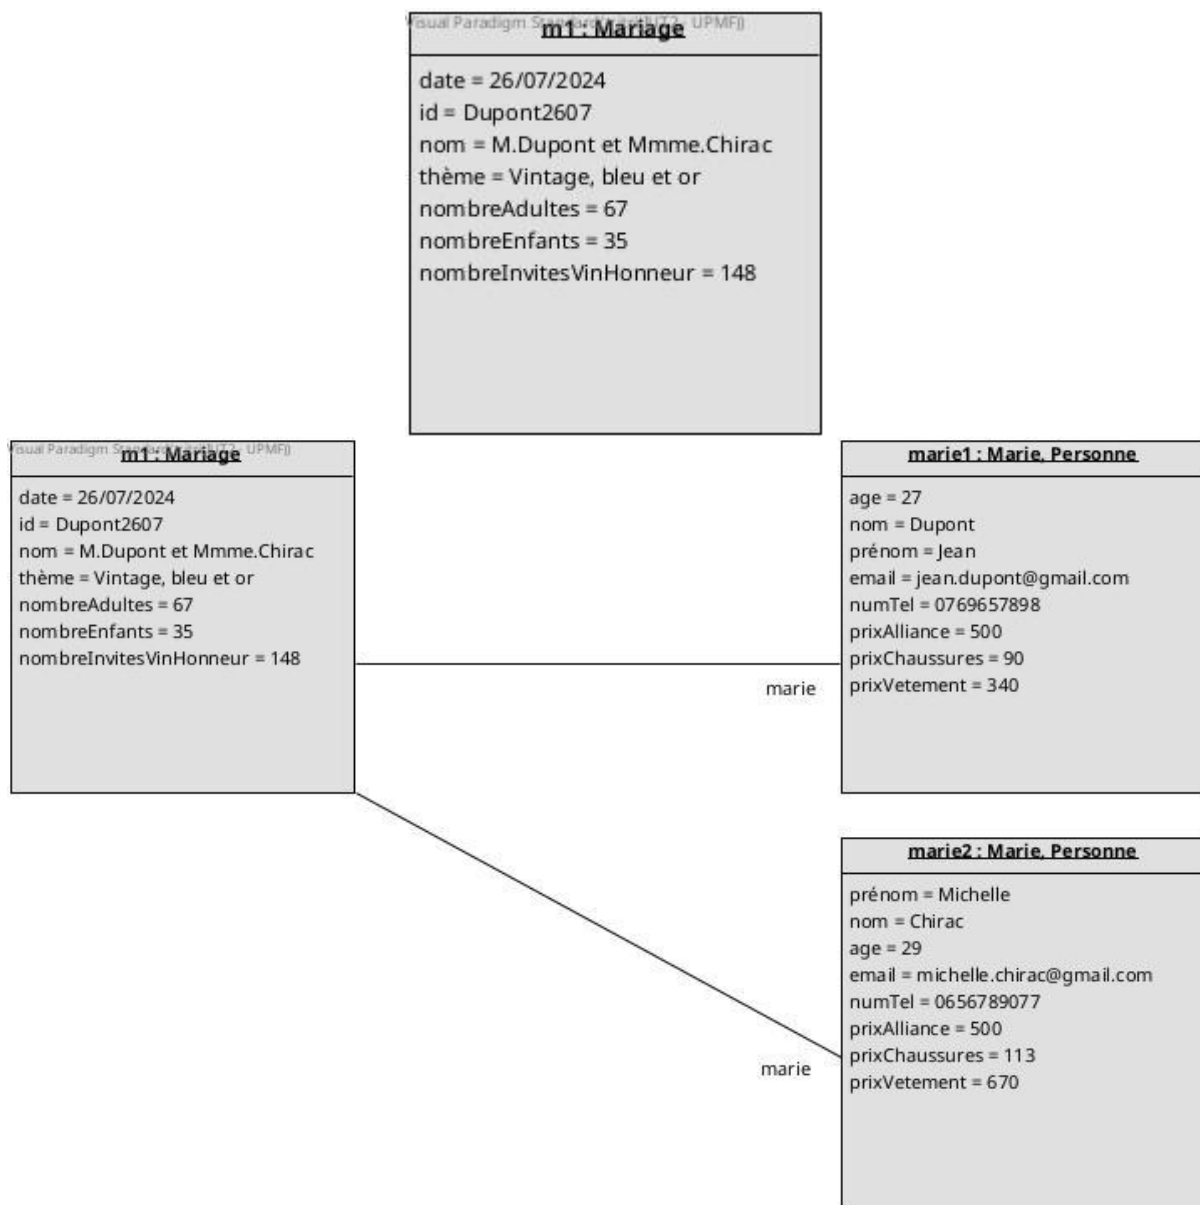 m1 : Mariage
date = 26/07/2024
id = Dupont2607
nom = M.Dupont et Mmme.Chirac
thème = Vintage, bleu et or
nombreAdultes = 67
nombreEnfants = 35
nombreInvitesVinHonneur = 148
Visual Paradigm UPMF))
m1 : Mariage
date = 26/07/2024
id = Dupont2607
nom = M.Dupont et Mmme.Chirac
thème = Vintage, bleu et or
nombreAdultes = 67
nombreEnfants = 35
nombreInvitesVinHonneur = 148
marie
marie1 : Marie, Personne
age = 27
nom = Dupont
prénom = Jean
email = jean.dupont@gmail.com
numTel = 0769657898
prixAlliance = 500
prixChaussures = 90
prixVetement = 340
marie
marie2 : Marie, Personne
prénom = Michelle
nom = Chirac
age = 29
email = michelle.chirac@gmail.com
numTel = 0656789077
prixAlliance = 500
prixChaussures = 113
prixVetement = 670